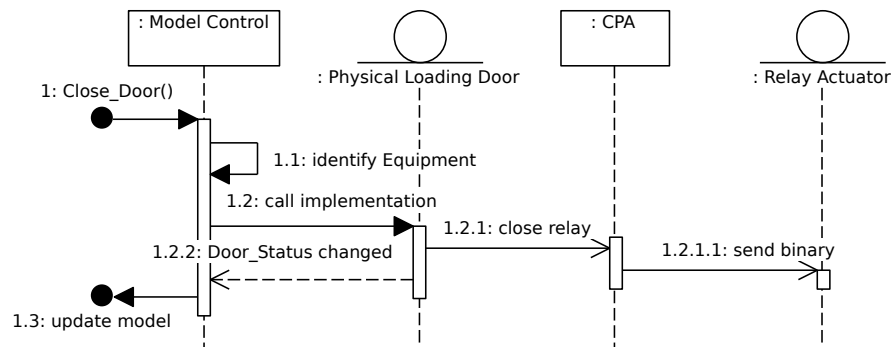 : Model Control
: CPA
: Physical Loading Door
: Relay Actuator
1: Close_Door()
1.1: identify Equipment
1.2: call implementation
1.2.1: close relay
1.2.2: Door_Status changed
1.2.1.1: send binary
1.3: update model